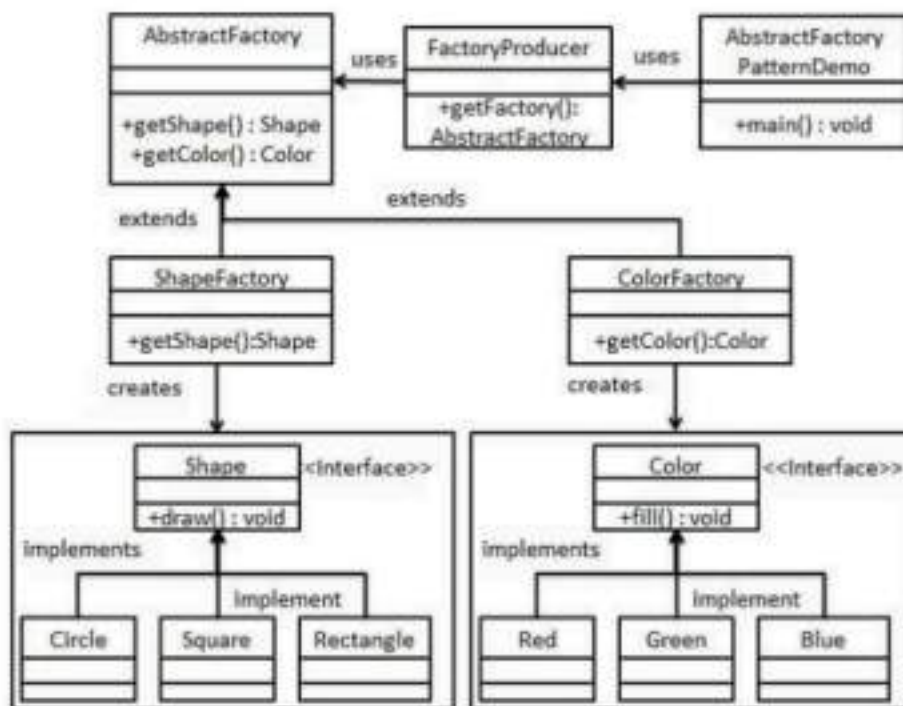 AbstractFactory
+getShape() : Shape
+getColor() : Color
uses
FactoryProducer
+getFactory():
AbstractFactory
uses
AbstractFactory
PatternDemo
+main() : void
extends
extends
ShapeFactory
+getShape():Shape
creates
ColorFactory
+getColor():Color
creates
Shape
<Interface>>
+draw() : void
implements
implement
Circle
Square
Rectangle
Color
<<Interface>>
+fill() : void
implements
implement
Red
Green
Blue